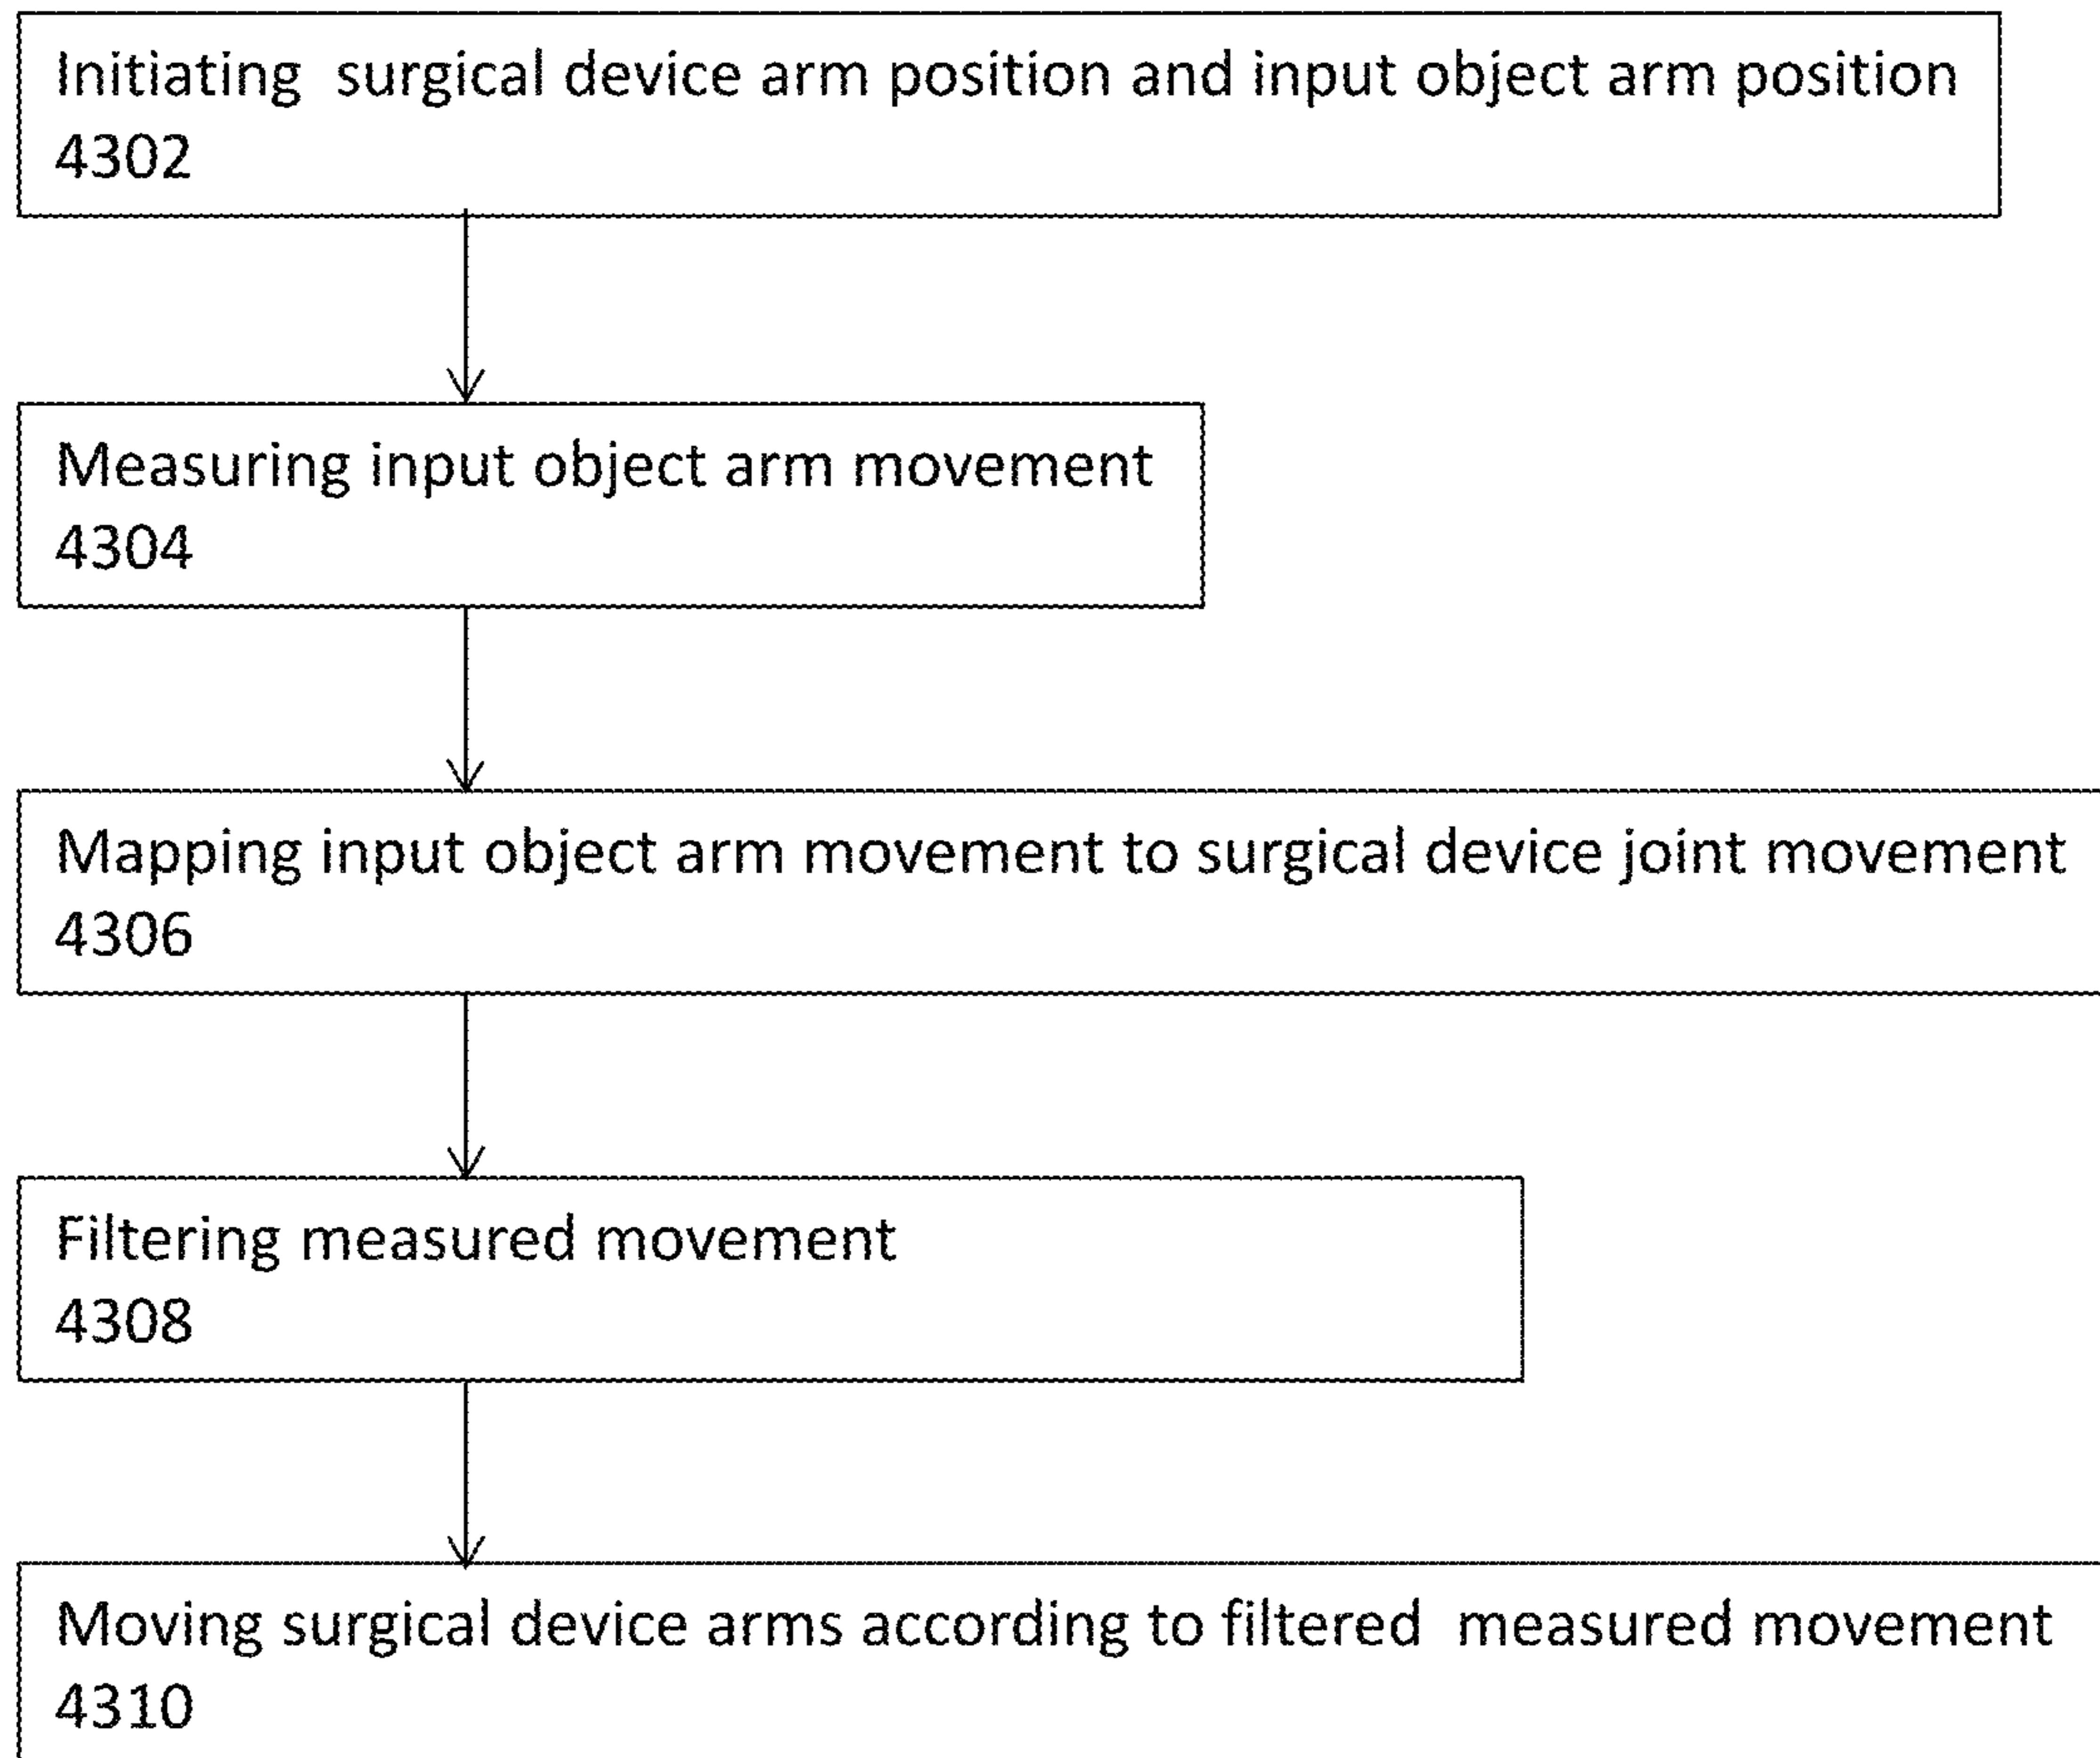 Initiating surgical device arm position and input object arm position
4302
Measuring input object arm movement
4304
Mapping input object arm movement to surgical device joint movement
4306
Filtering measured movement
4308
Moving surgical device arms according to filtered measured movement
4310